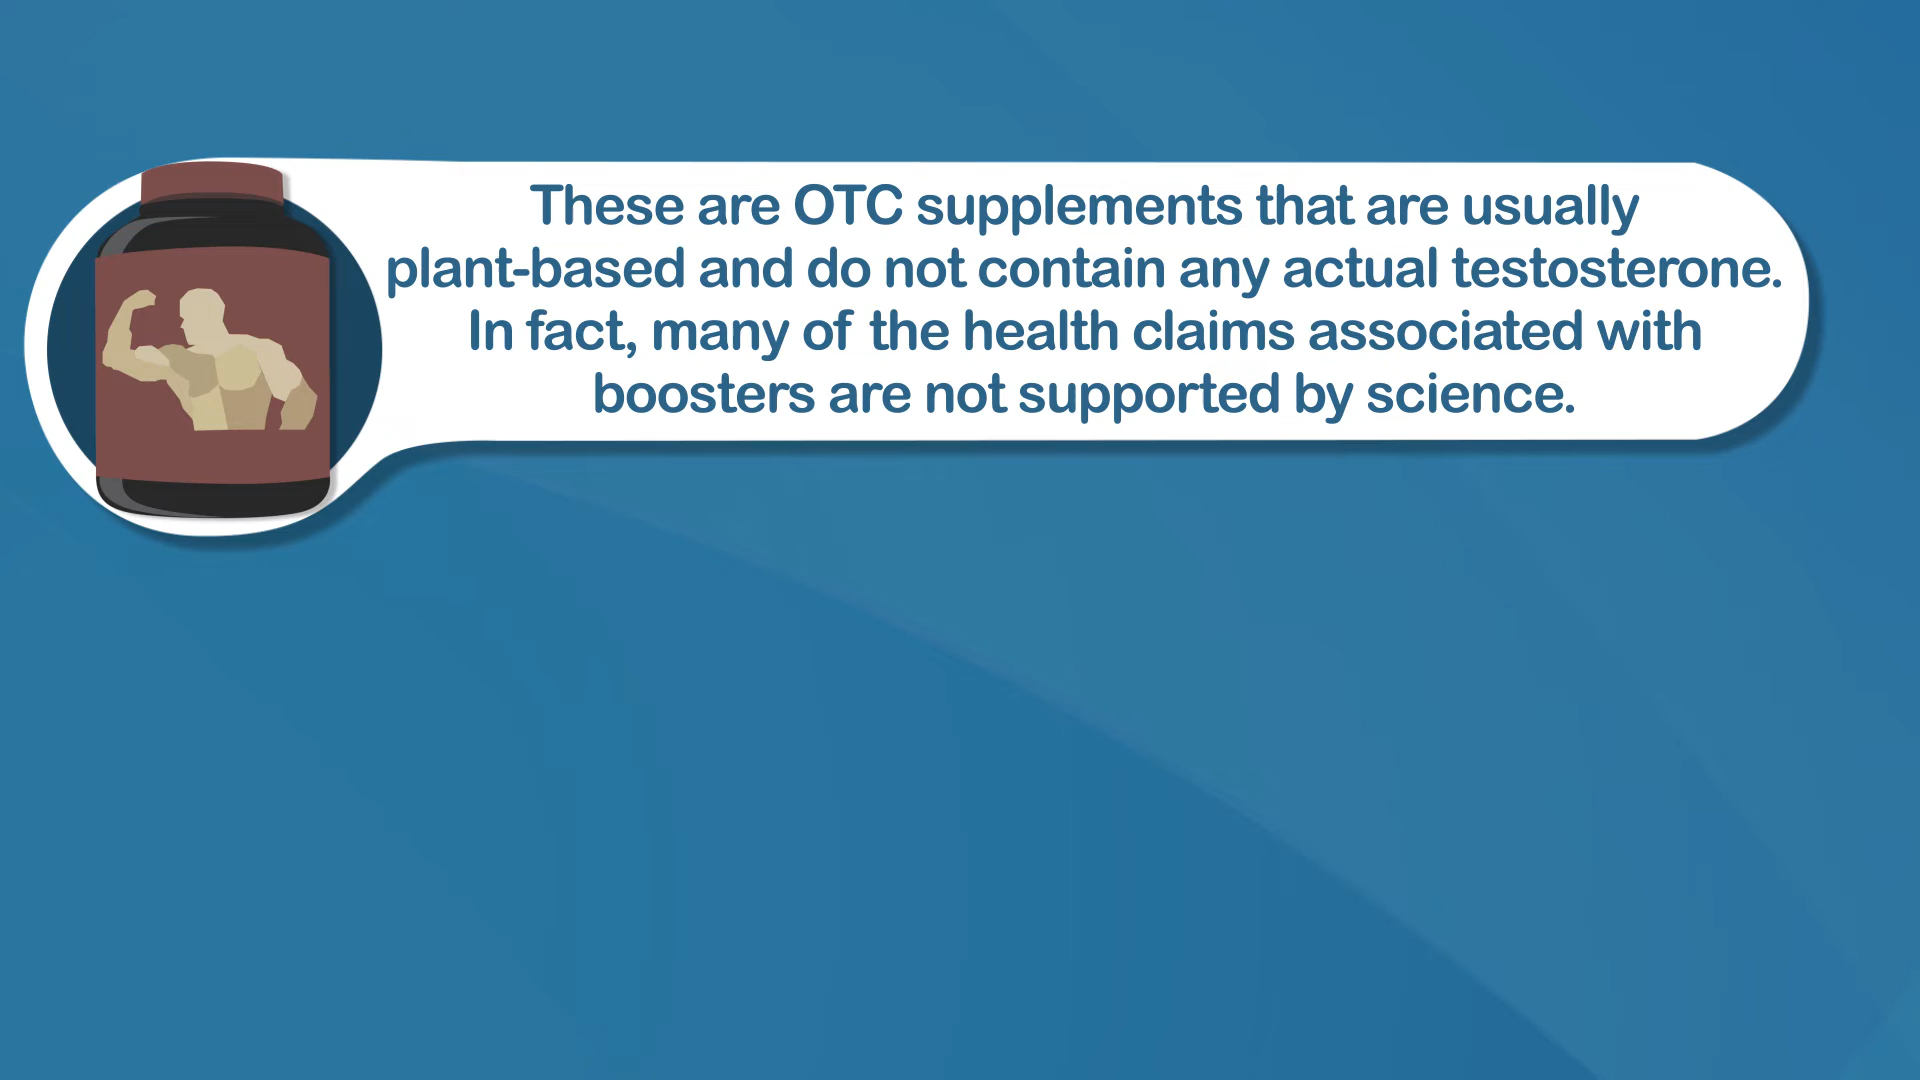 These are OTC supplements that are usually
plant-based and do not contain any actual testosterone.
In fact, many of the health claims associated with
boosters are not supported by science.